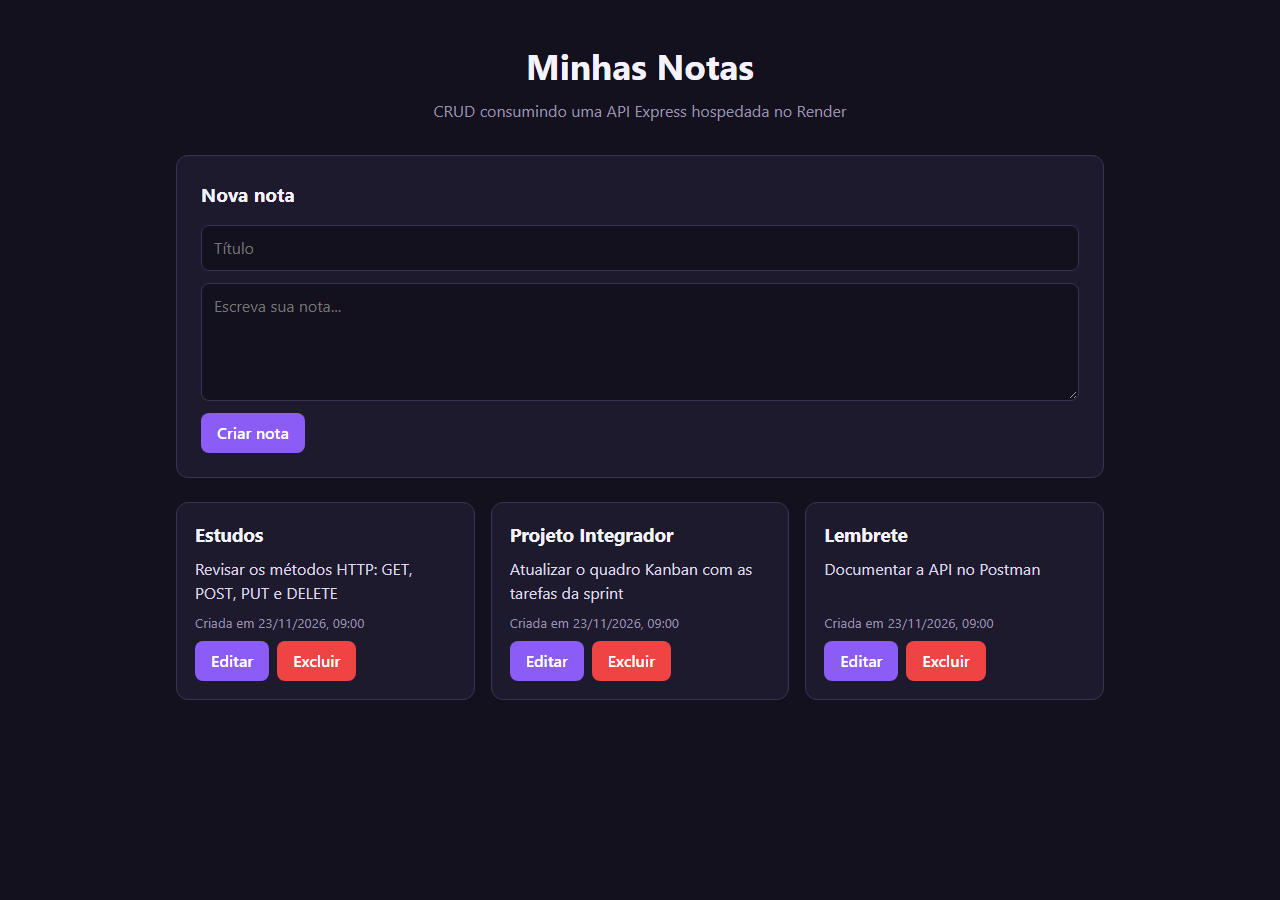 Minhas Notas
CRUD consumindo uma API Express hospedada no Render
Nova nota
Título
Escreva sua nota...
Criar nota
Estudos
Revisar os métodos HTTP: GET,
POST, PUT e DELETE
Criada em 23/11/2026, 09:00
Editar Excluir
Projeto Integrador
Atualizar o quadro Kanban com as
tarefas da sprint
Criada em 23/11/2026, 09:00
Editar Excluir
Lembrete
Documentar a API no Postman
Criada em 23/11/2026, 09:00
Editar Excluir